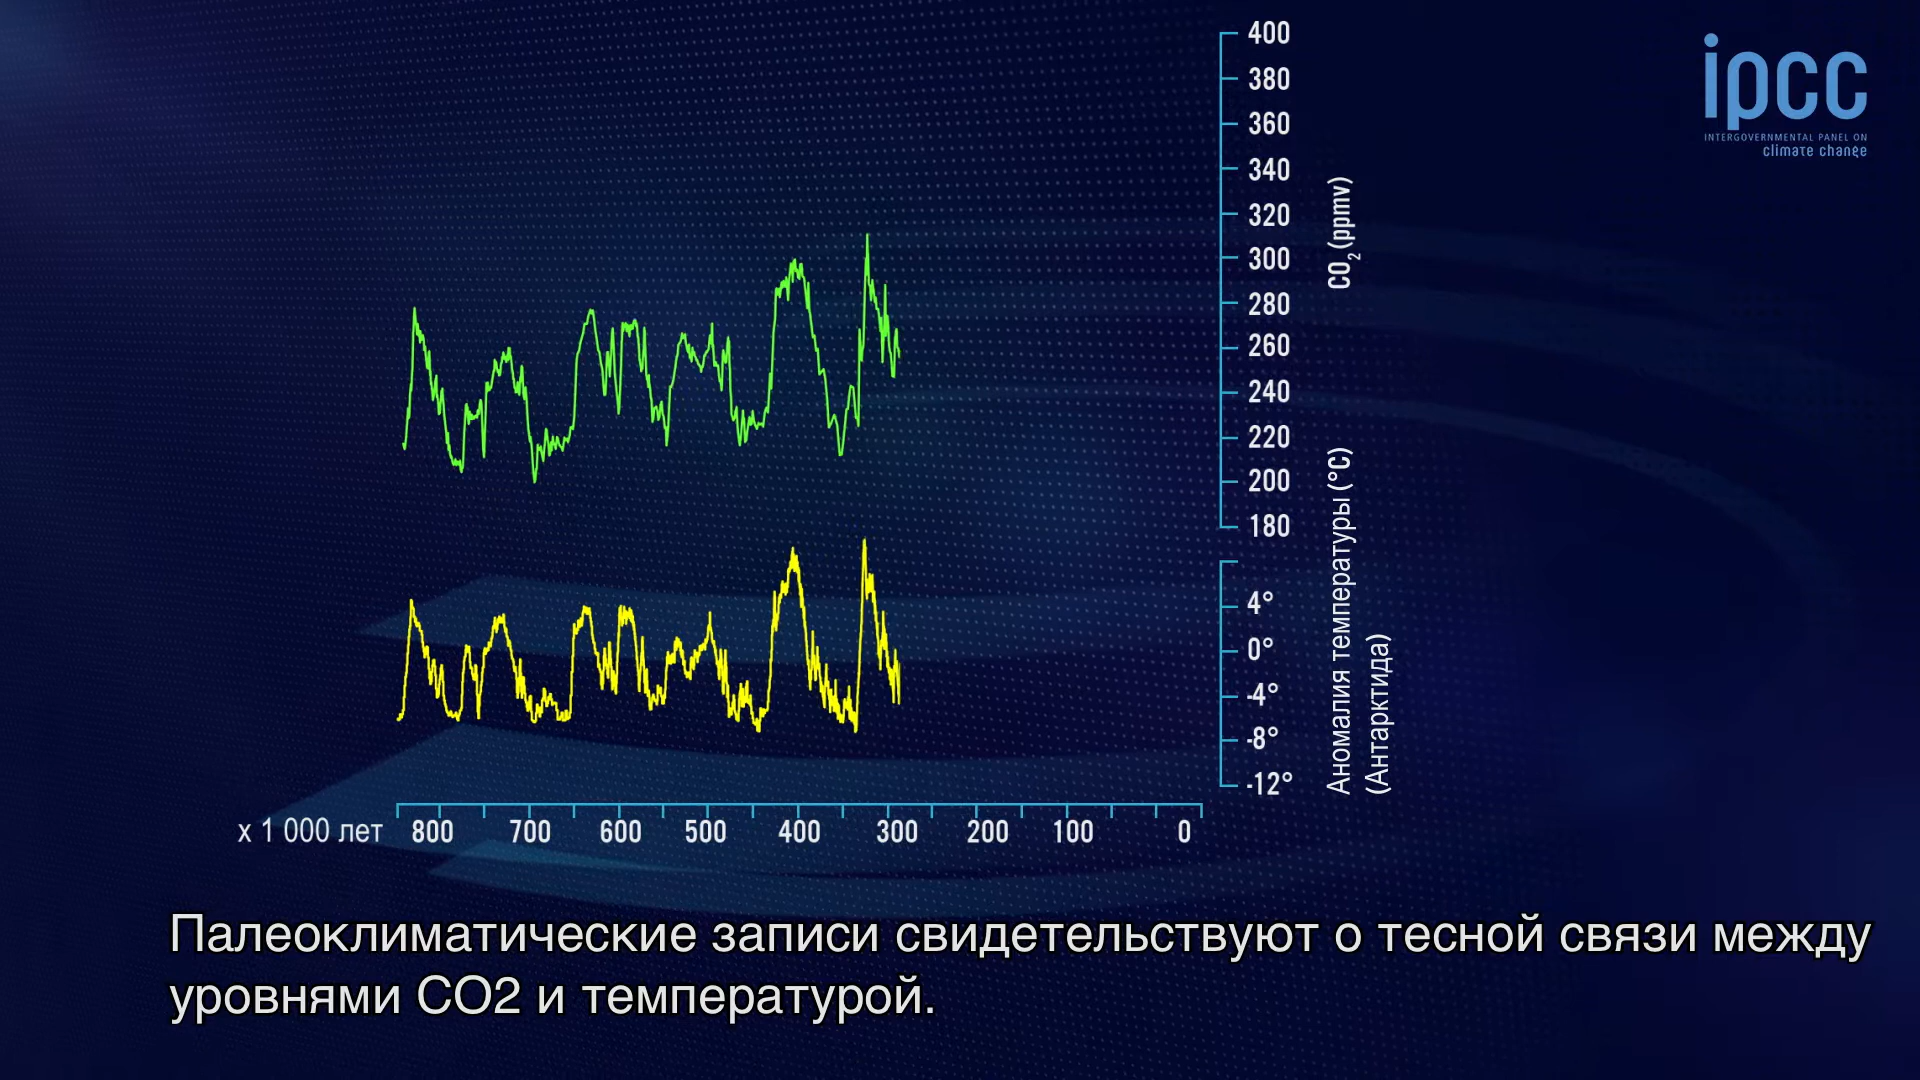 400
380
360
340
320
300
280
260
240
220
200
180
CO2 (ppmv)
ipcc
INTERGOVERNMENTAL PANEL ON
climate change
4°
0°
-4°
-8°
-12°
Аномалия температуры (°C)
(Антарктида)
x 1 000 лет 800 700 600 500 400 300 200 100 0
Палеоклиматические записи свидетельствуют о тесной связи между
уровнями CO2 и температурой.